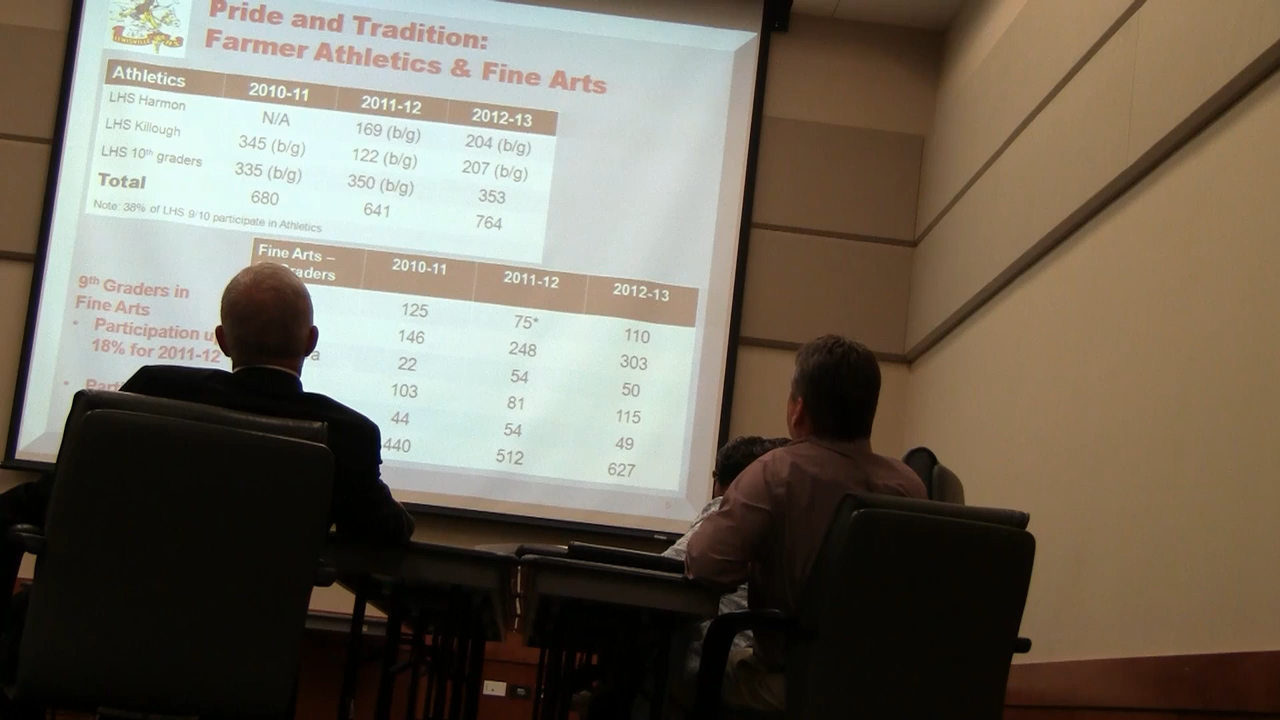 LEWISVILLE
Pride and Tradition:
Farmer Athletics & Fine Arts
Athletics 2010-11 2011-12 2012-13
LHS Harmon N/A 169 (b/g) 204 (b/g)
LHS Killough 345 (b/g) 122 (b/g) 207 (b/g)
LHS 10th graders 335 (b/g) 350 (b/g) 353
Total 680 641 764
Note: 38% of LHS 9/10 participate in Athletics
Fine Arts –
raders 2010-11 2011-12 2012-13
125 75* 110
146 248 303
22 54 50
103 81 115
44 54 49
440 512 627
9th Graders in
Fine Arts
• Participation u
18% for 2011-12
• Part